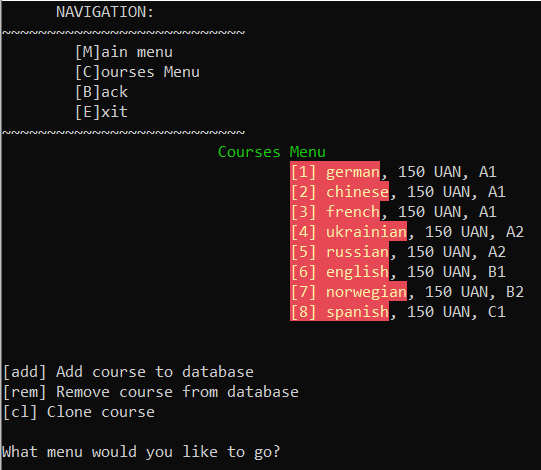 NAVIGATION:
~~~~~~~~~~~~~~~~~~~~~~~~~~~
[M]ain menu
[C]ourses Menu
[B]ack
[E]xit
~~~~~~~~~~~~~~~~~~~~~~~~~~~
Courses Menu
[1] german, 150 UAN, A1
[2] chinese, 150 UAN, A1
[3] french, 150 UAN, A1
[4] ukrainian, 150 UAN, A2
[5] russian, 150 UAN, A2
[6] english, 150 UAN, B1
[7] norwegian, 150 UAN, B2
[8] spanish, 150 UAN, C1
[add] Add course to database
[rem] Remove course from database
[cl] Clone course
What menu would you like to go?